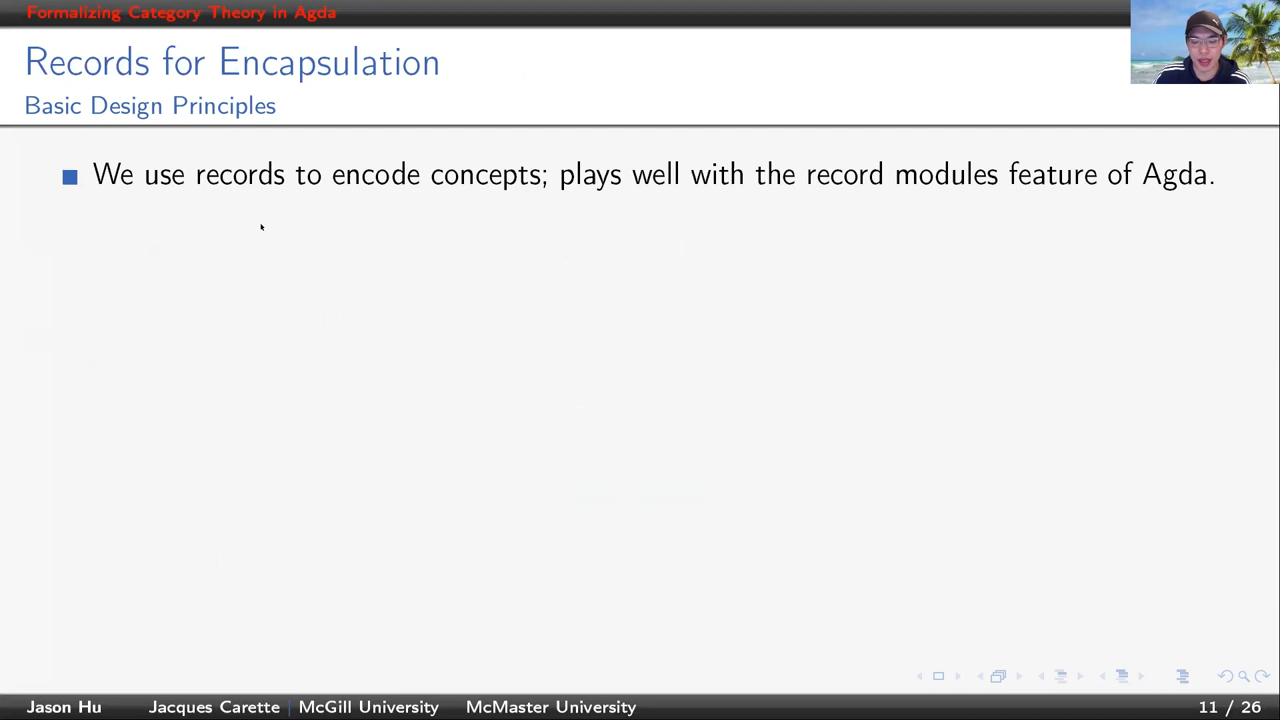 Formalizing Category Theory in Agda
Records for Encapsulation
Basic Design Principles
We use records to encode concepts; plays well with the record modules feature of Agda.
Jason Hu Jacques Carette McGill University McMaster University 11 / 26